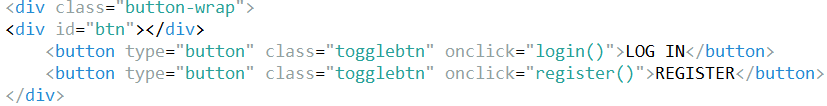 <div class="button-wrap">
<div id="btn"></div>
    <button type="button" class="togglebtn" onclick="login()">LOG IN</button>
    <button type="button" class="togglebtn" onclick="register()">REGISTER</button>
</div>